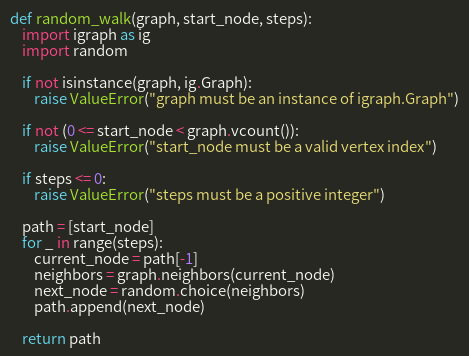 def random_walk(graph, start_node, steps):
    import igraph as ig
    import random

    if not isinstance(graph, ig.Graph):
        raise ValueError("graph must be an instance of igraph.Graph")

    if not (0 <= start_node < graph.vcount()):
        raise ValueError("start_node must be a valid vertex index")

    if steps <= 0:
        raise ValueError("steps must be a positive integer")

    path = [start_node]
    for _ in range(steps):
        current_node = path[-1]
        neighbors = graph.neighbors(current_node)
        next_node = random.choice(neighbors)
        path.append(next_node)

    return path